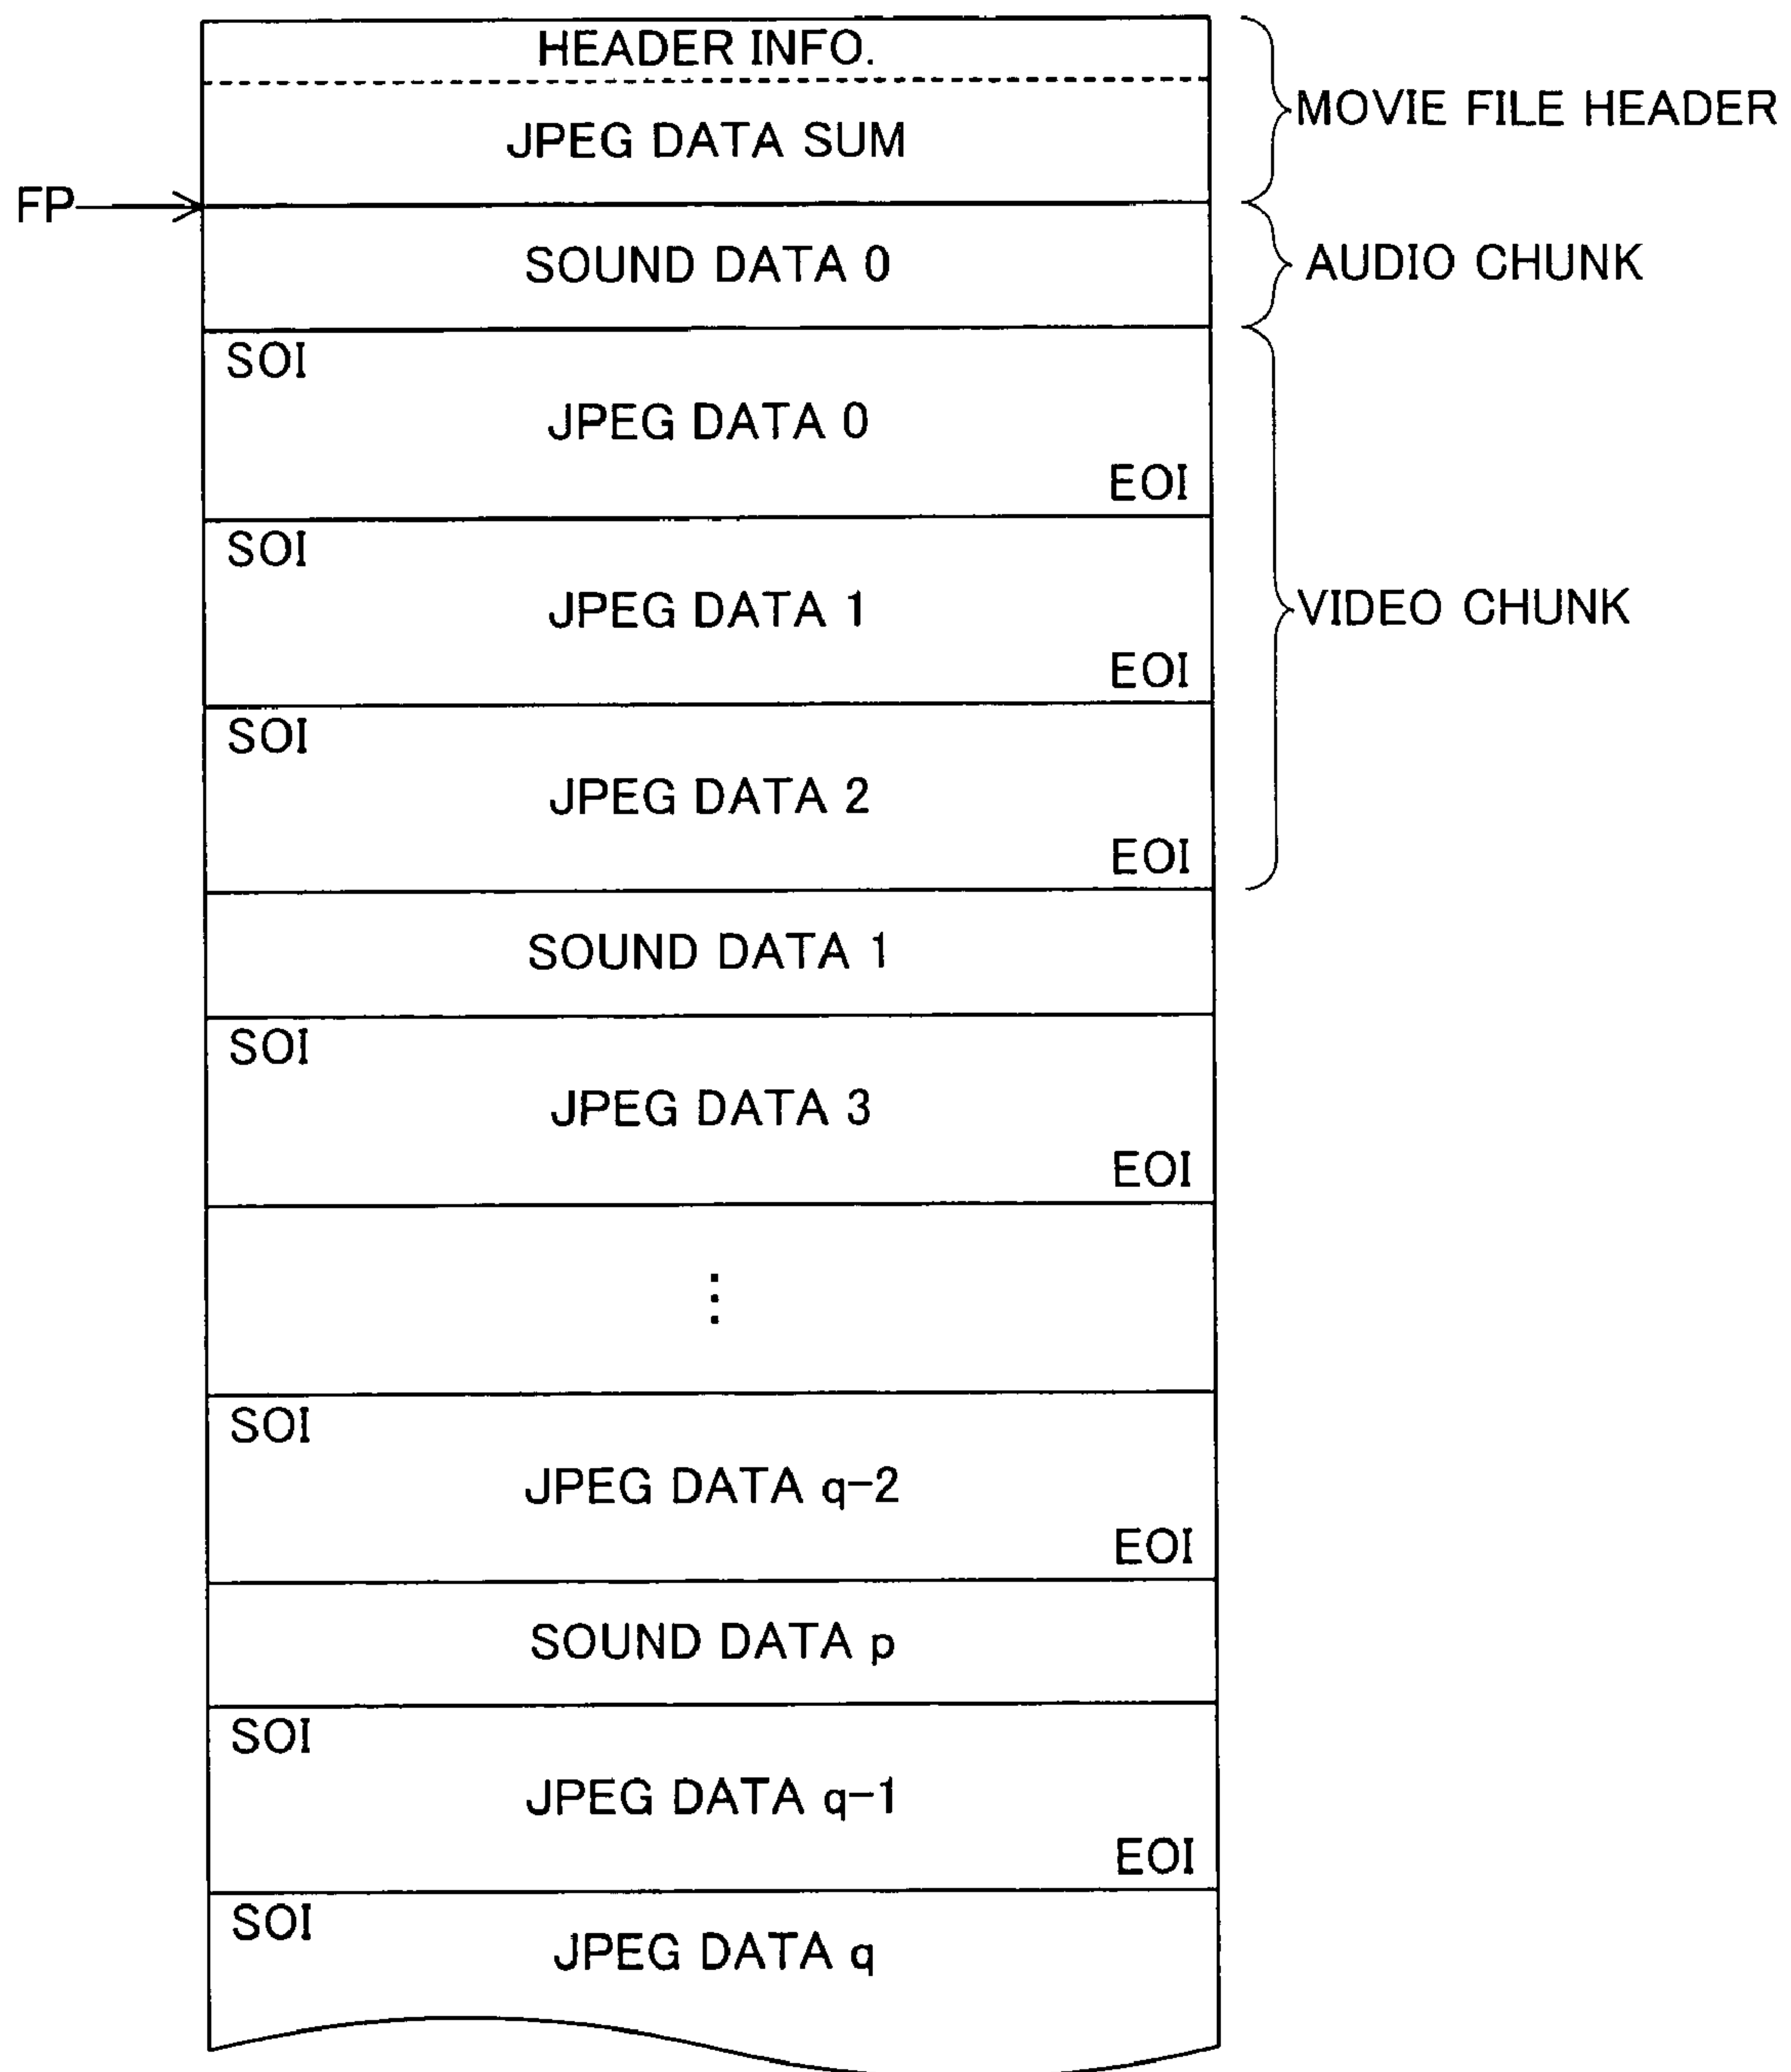 HEADER INFO.
MOVIE FILE HEADER
JPEG DATA SUM
FP
SOUND DATA 0
AUDIO CHUNK
SOI
JPEG DATA 0
EOI
SOI
JPEG DATA 1
VIDEO CHUNK
EOI
SOI
JPEG DATA 2
EOI
SOUND DATA 1
SOI
JPEG DATA 3
EOI
⋮
SOI
JPEG DATA q-2
EOI
SOUND DATA p
SOI
JPEG DATA q-1
EOI
SOI
JPEG DATA q